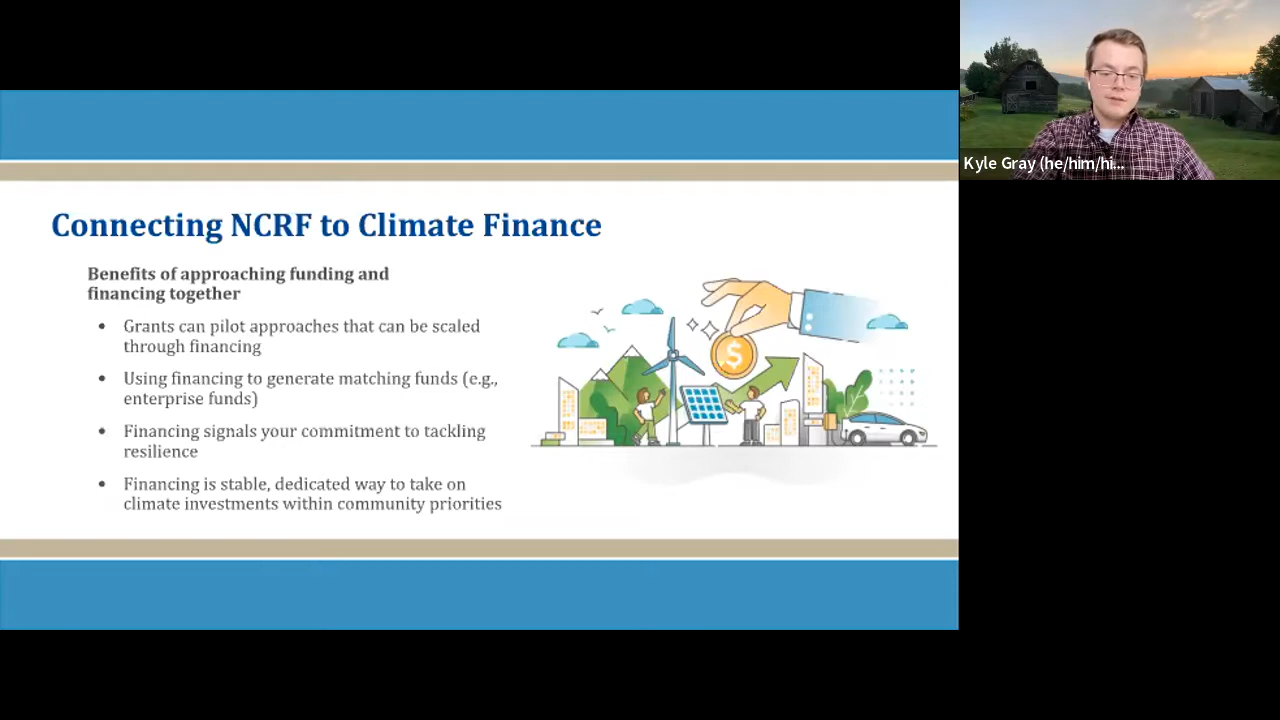 Connecting NCRF to Climate Finance
Benefits of approaching funding and
financing together
• Grants can pilot approaches that can be scaled
through financing
• Using financing to generate matching funds (e.g.,
enterprise funds)
• Financing signals your commitment to tackling
resilience
• Financing is stable, dedicated way to take on
climate investments within community priorities
$
Kyle Gray (he/him/hi...